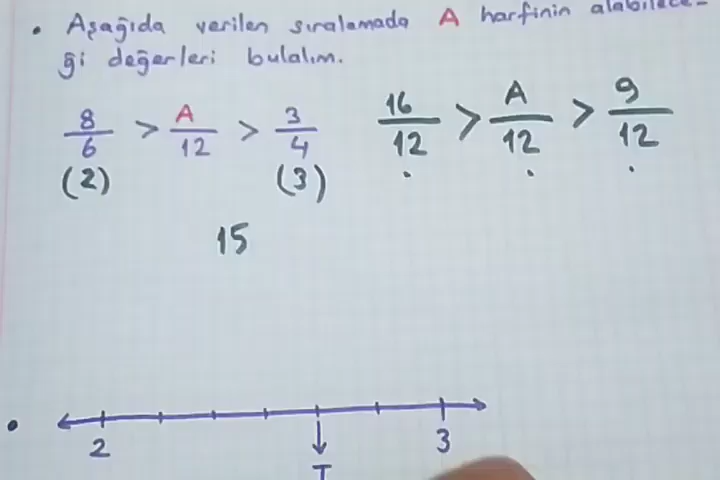 • Aşağıda verilen sıralamada A harfinin alabilece-
ği değerleri bulalım.
8/6 > A/12 > 3/4
(2) (3)
16/12 > A/12 > 9/12
15
2 3
T